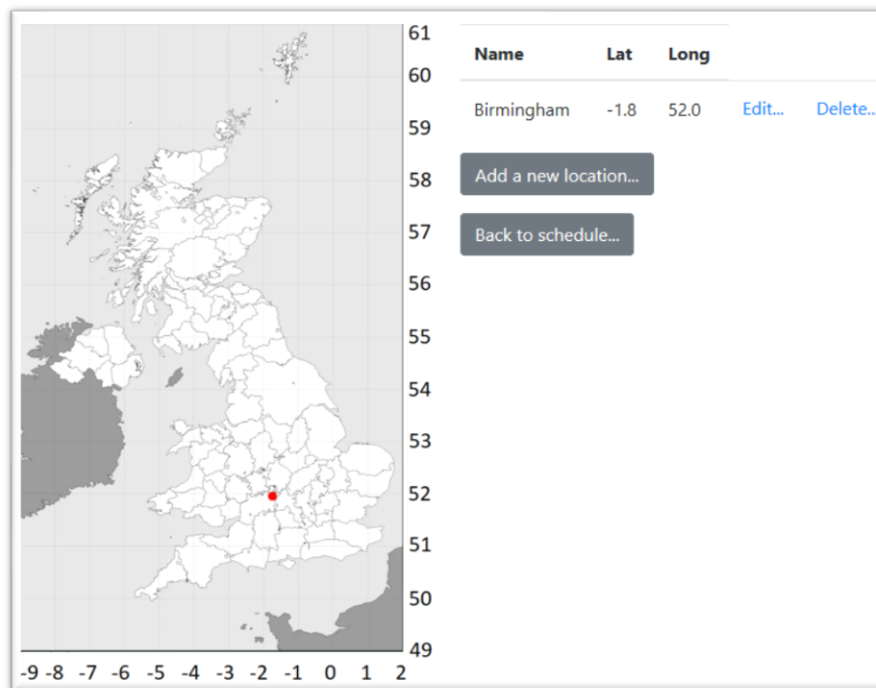 61
60
59
58
57
56
55
54
53
52
51
50
49
-9 -8 -7 -6 -5 -4 -3 -2 -1 0 1 2
Name Lat Long
Birmingham -1.8 52.0 Edit... Delete...
Add a new location...
Back to schedule...